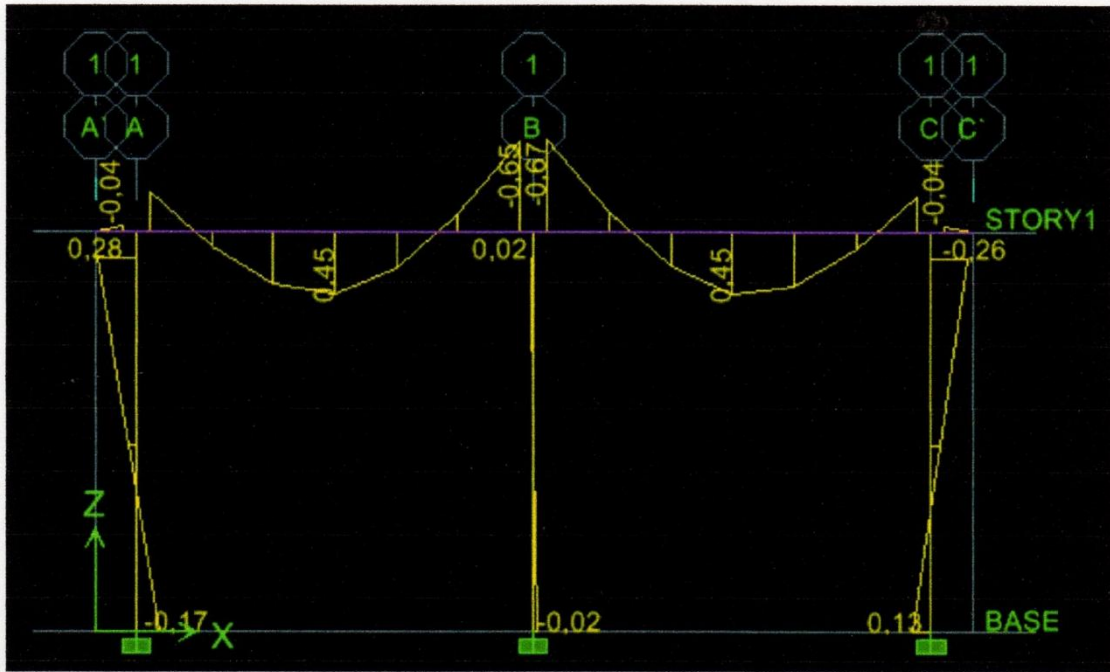 1 1 1 1 1
A` A B C C`
-0,04 -0,65 -0,67 -0,04
STORY1
0,28 0,45 0,02 0,45 -0,26
Z
-0,17 X -0,02 0,13 BASE